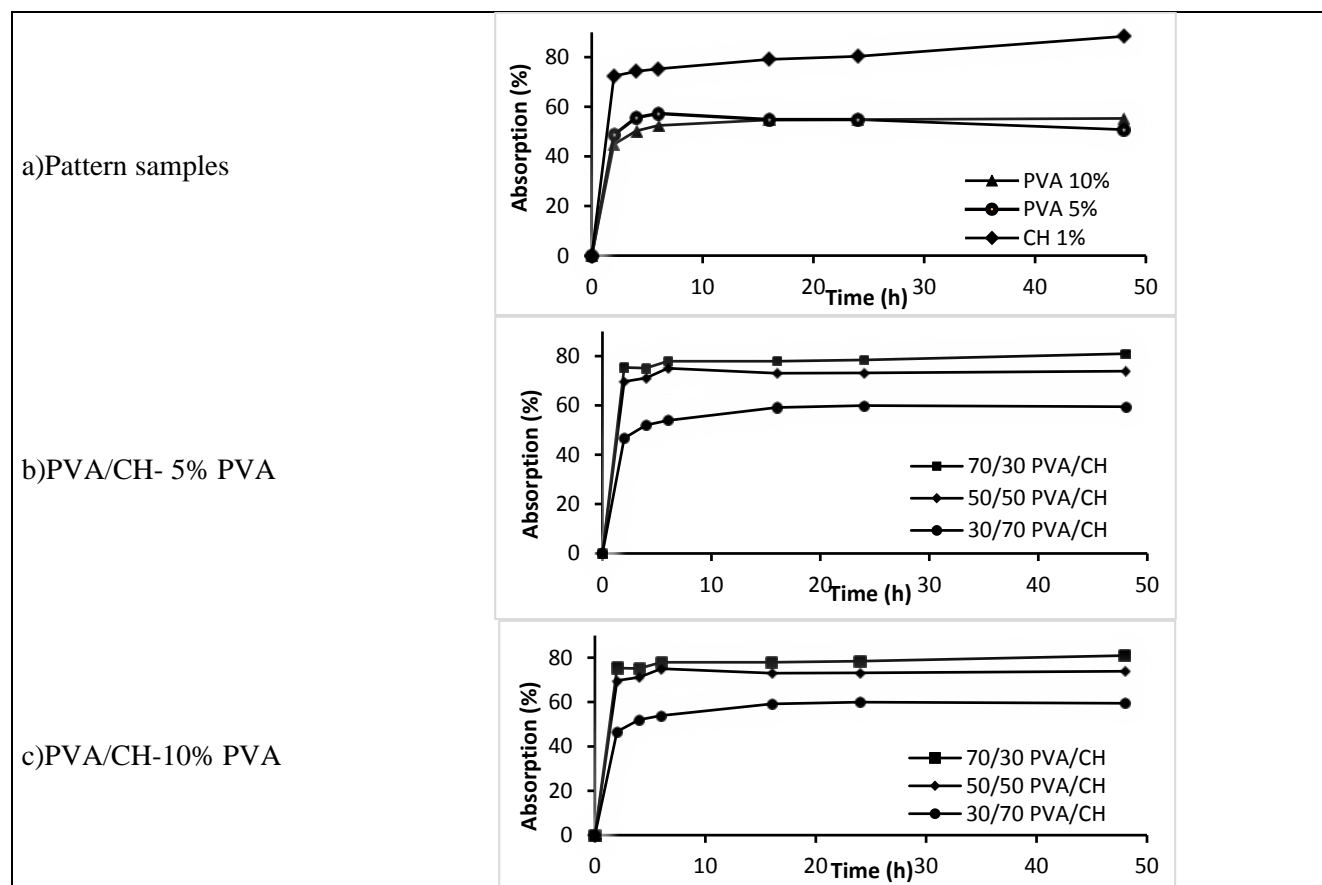 a)Pattern samples
Absorption (%)
80
60
40
20
0
PVA 10%
PVA 5%
CH 1%
0 10 20 30 40 50
Time (h)
b)PVA/CH- 5% PVA
Absorption (%)
80
60
40
20
0
70/30 PVA/CH
50/50 PVA/CH
30/70 PVA/CH
0 10 20 30 40 50
Time (h)
c)PVA/CH-10% PVA
Absorption (%)
80
60
40
20
0
70/30 PVA/CH
50/50 PVA/CH
30/70 PVA/CH
0 10 20 30 40 50
Time (h)